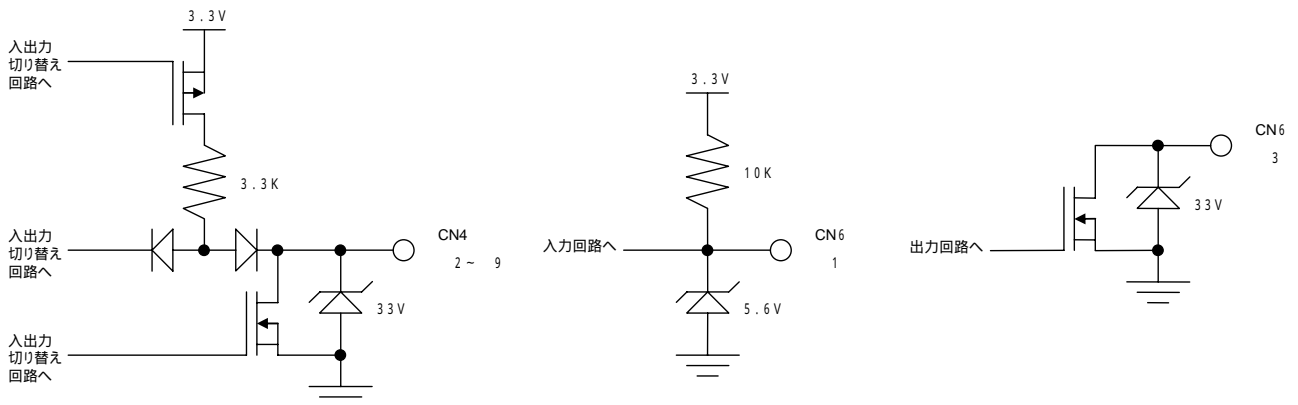 3.3V
入出力
切り替え
回路へ
3.3K
入出力
切り替え
回路へ
CN4
2~ 9
33V
入出力
切り替え
回路へ
3.3V
10K
入力回路へ
CN6
1
5.6V
CN6
3
33V
出力回路へ